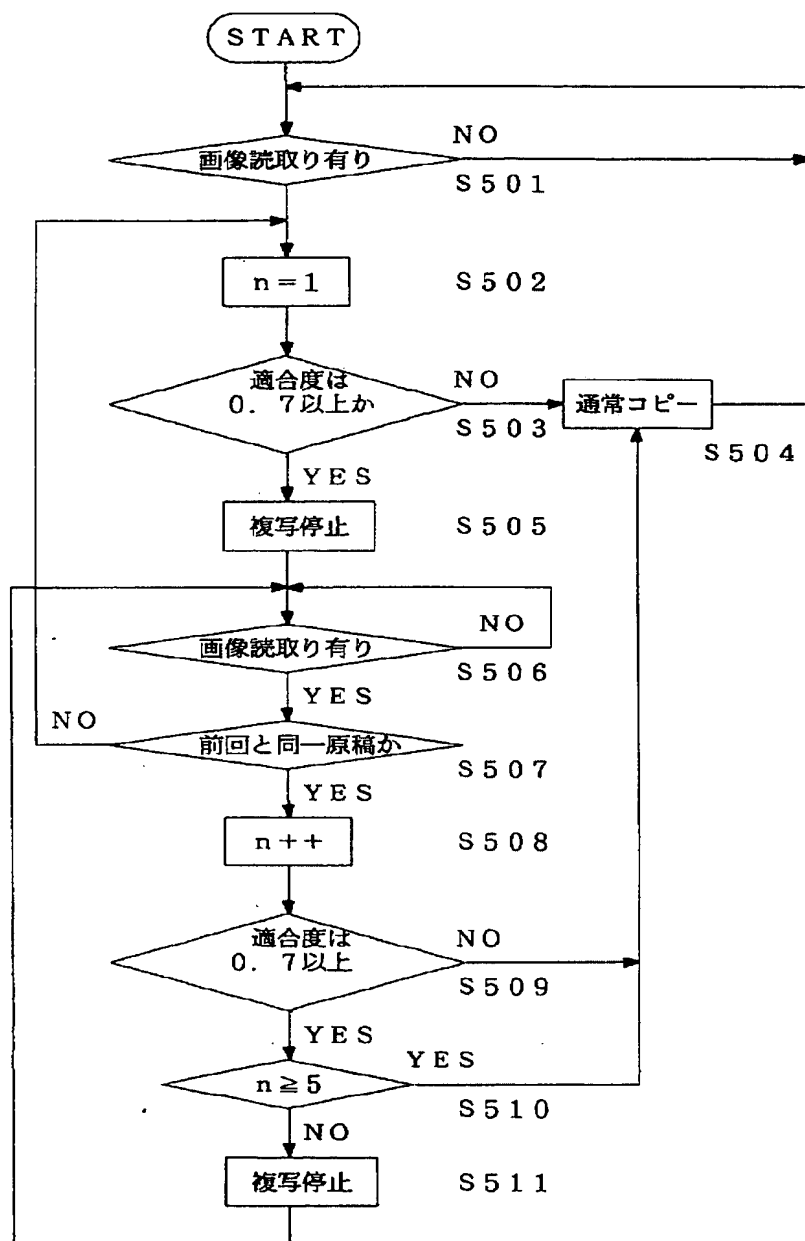 START
NO
画像読取り有り
S501
n=1
S502
適合度は
0.7以上か
NO
S503
通常コピー
S504
YES
複写停止
S505
画像読取り有り
NO
S506
YES
NO
前回と同一原稿か
S507
YES
n++
S508
適合度は
0.7以上
NO
S509
YES
n≧5
YES
S510
NO
複写停止
S511